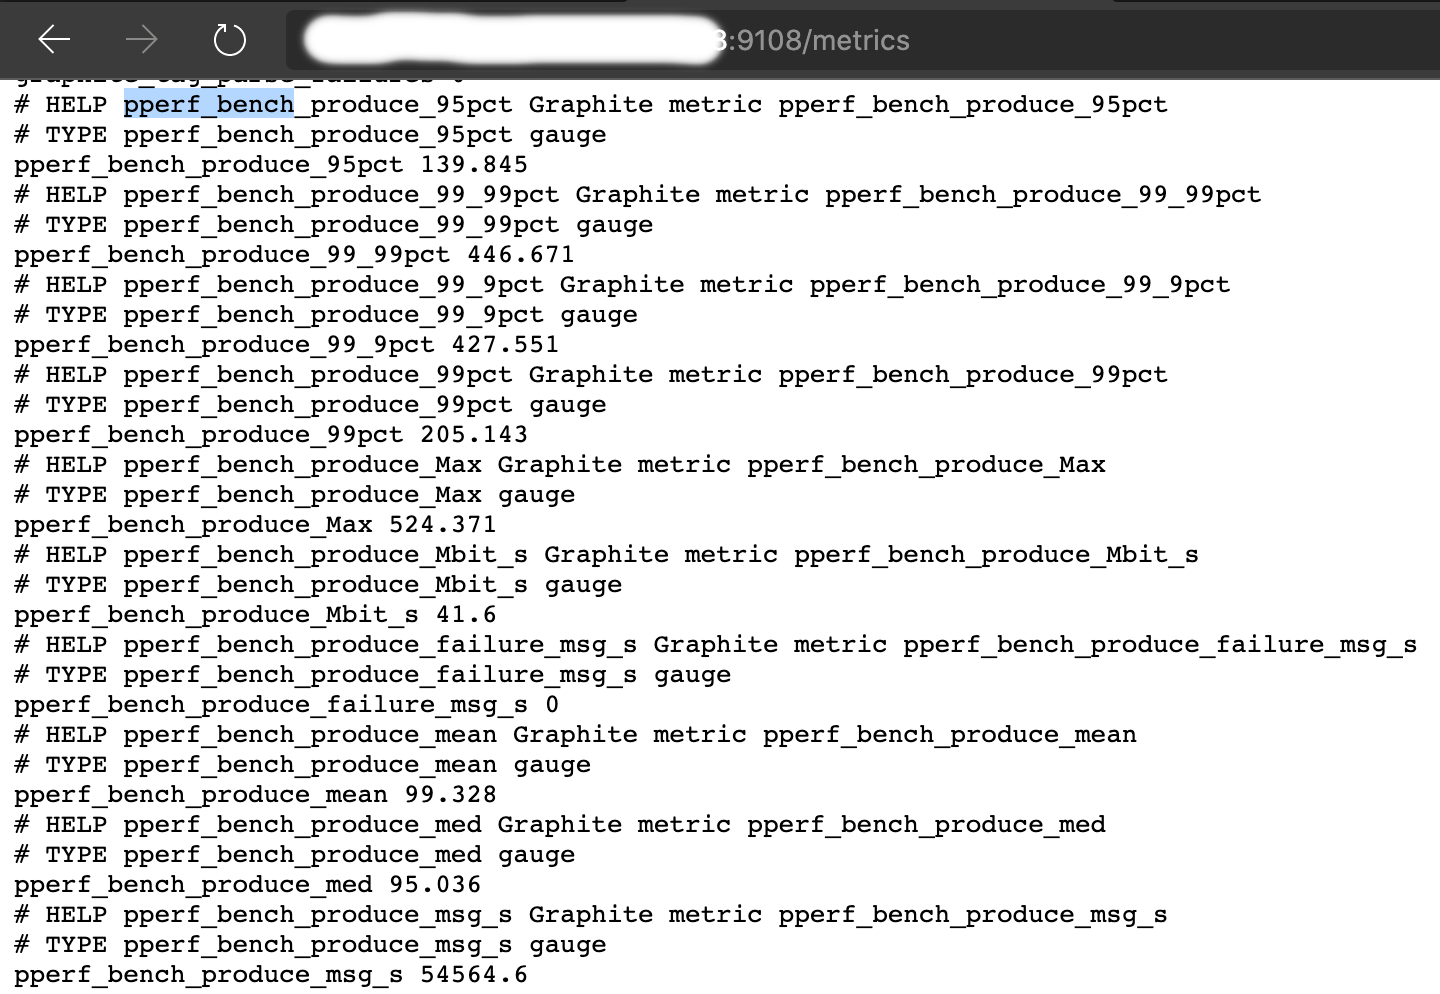 :9108/metrics
# HELP pperf_bench_produce_95pct Graphite metric pperf_bench_produce_95pct
# TYPE pperf_bench_produce_95pct gauge
pperf_bench_produce_95pct 139.845
# HELP pperf_bench_produce_99_99pct Graphite metric pperf_bench_produce_99_99pct
# TYPE pperf_bench_produce_99_99pct gauge
pperf_bench_produce_99_99pct 446.671
# HELP pperf_bench_produce_99_9pct Graphite metric pperf_bench_produce_99_9pct
# TYPE pperf_bench_produce_99_9pct gauge
pperf_bench_produce_99_9pct 427.551
# HELP pperf_bench_produce_99pct Graphite metric pperf_bench_produce_99pct
# TYPE pperf_bench_produce_99pct gauge
pperf_bench_produce_99pct 205.143
# HELP pperf_bench_produce_Max Graphite metric pperf_bench_produce_Max
# TYPE pperf_bench_produce_Max gauge
pperf_bench_produce_Max 524.371
# HELP pperf_bench_produce_Mbit_s Graphite metric pperf_bench_produce_Mbit_s
# TYPE pperf_bench_produce_Mbit_s gauge
pperf_bench_produce_Mbit_s 41.6
# HELP pperf_bench_produce_failure_msg_s Graphite metric pperf_bench_produce_failure_msg_s
# TYPE pperf_bench_produce_failure_msg_s gauge
pperf_bench_produce_failure_msg_s 0
# HELP pperf_bench_produce_mean Graphite metric pperf_bench_produce_mean
# TYPE pperf_bench_produce_mean gauge
pperf_bench_produce_mean 99.328
# HELP pperf_bench_produce_med Graphite metric pperf_bench_produce_med
# TYPE pperf_bench_produce_med gauge
pperf_bench_produce_med 95.036
# HELP pperf_bench_produce_msg_s Graphite metric pperf_bench_produce_msg_s
# TYPE pperf_bench_produce_msg_s gauge
pperf_bench_produce_msg_s 54564.6